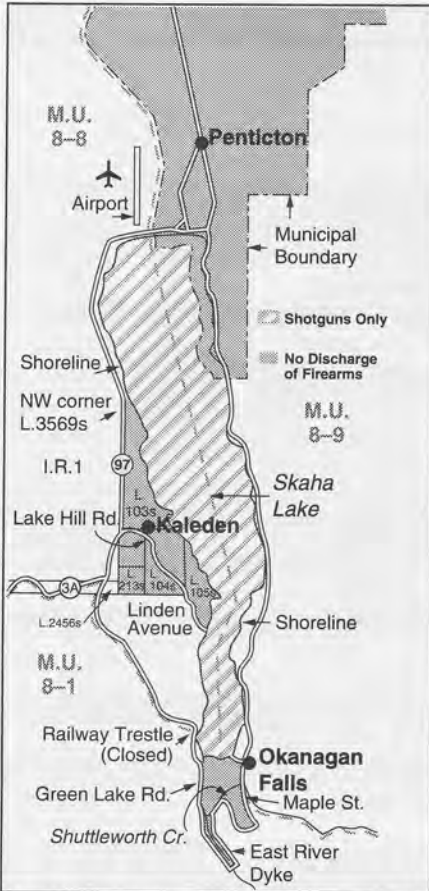 M.U.
8–8
Penticton
Airport
Municipal
Boundary
Shotguns Only
No Discharge
of Firearms
Shoreline
NW corner
L.3569s
M.U.
8–9
I.R.1
97
Skaha
Lake
L.
103s
Lake Hill Rd.
Kaleden
3A
L.
213s
L.
104s
L.
105s
L.2456s
Linden
Avenue
Shoreline
M.U.
8–1
Railway Trestle
(Closed)
Okanagan
Falls
Green Lake Rd.
Maple St.
Shuttleworth Cr.
East River
Dyke